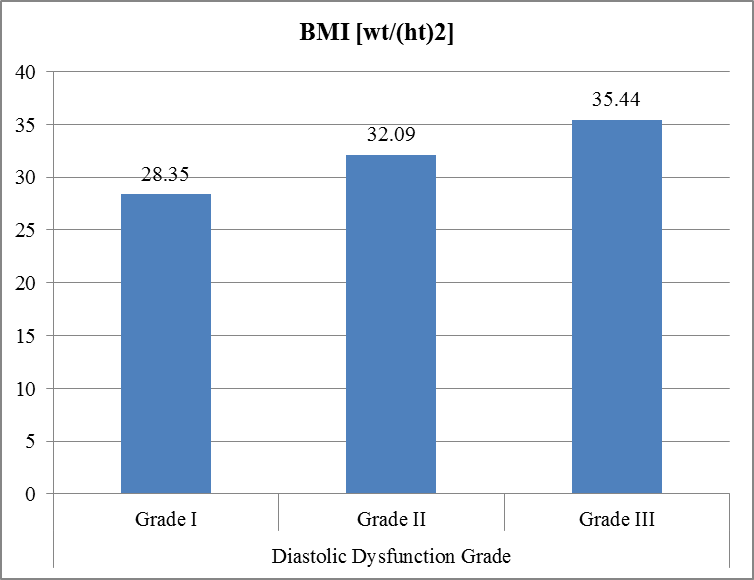 BMI [wt/(ht)2]
40
35
30
25
20
15
10
5
0
28.35
32.09
35.44
Grade I
Grade II
Grade III
Diastolic Dysfunction Grade